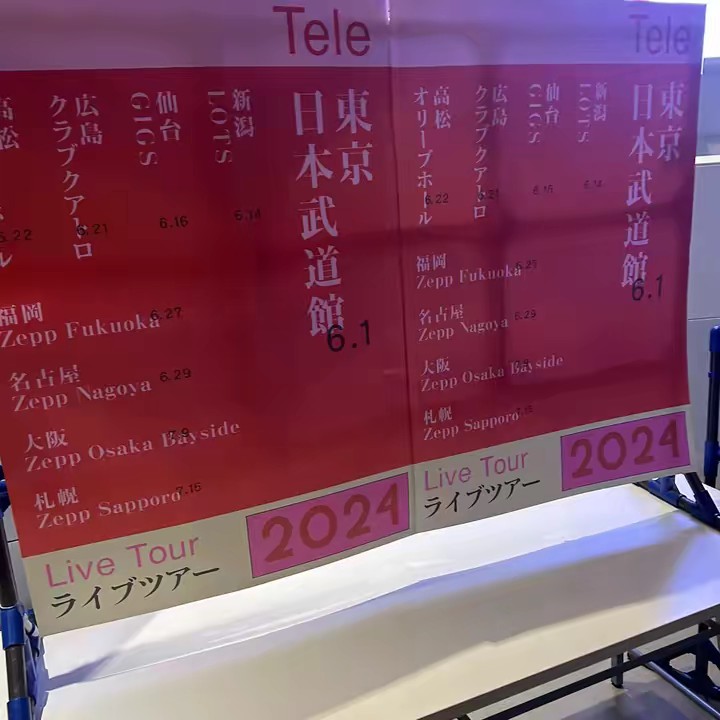 Tele
東京
日本武道館
6.1
新潟
LOTS
6.14
仙台
GIGS
6.16
広島
クラブクアトロ
6.21
高松
ル
.22
福岡
Zepp Fukuoka
6.27
名古屋
Zepp Nagoya
6.29
大阪
Zepp Osaka Bayside
7.9
札幌
Zepp Sapporo
Live Tour
ライブツアー
2024
Tele
東京
日本武道館
6.1
新潟
LOTS
6.14
仙台
GIGS
6.16
広島
クラブクアトロ
6.21
高松
オリーブホール
6.22
福岡
Zepp Fukuoka
6.27
名古屋
Zepp Nagoya
6.29
大阪
Zepp Osaka Bayside
札幌
Zepp Sapporo
Live Tour
ライブツアー
2024